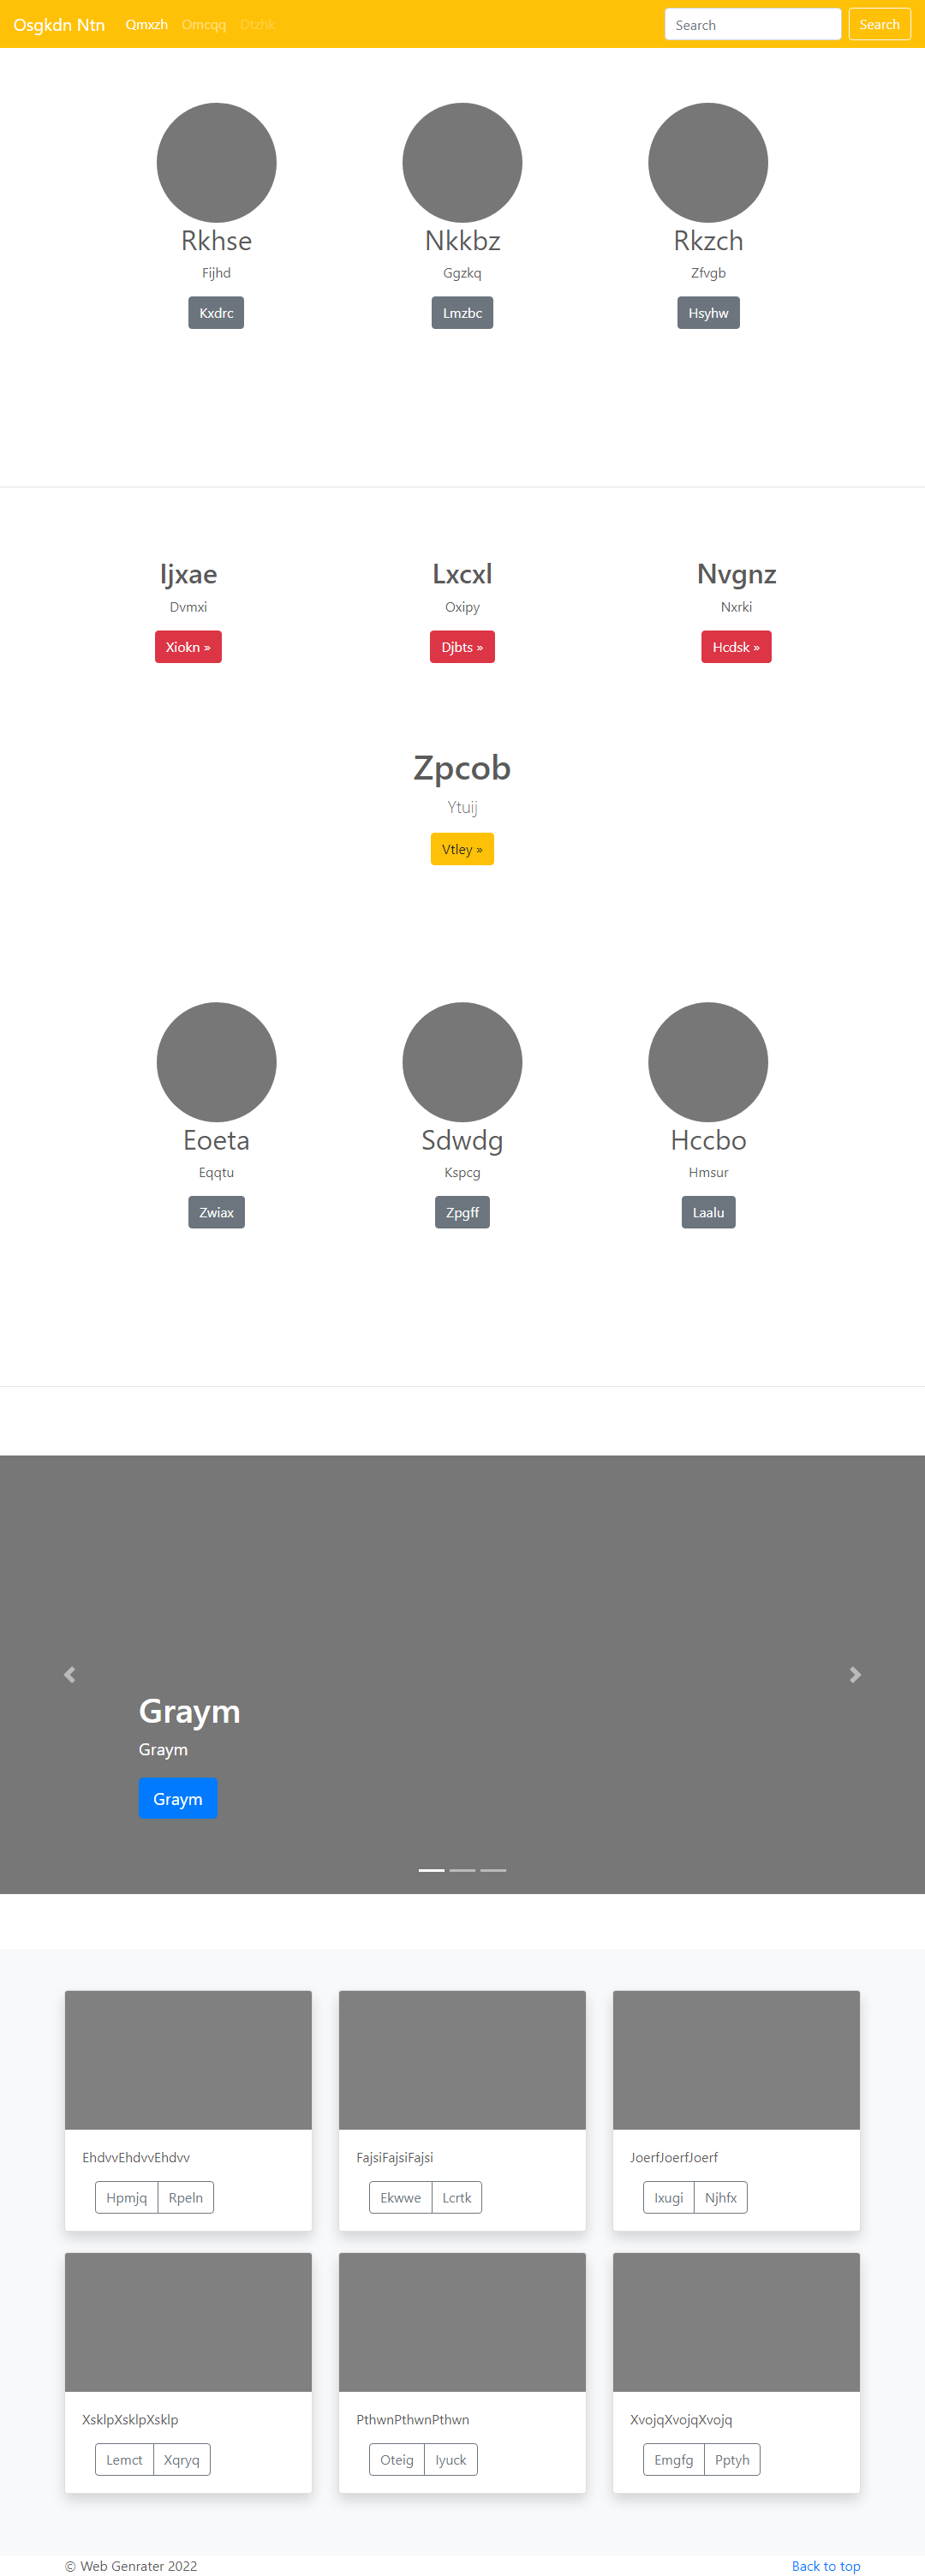 Osgkdn Ntn Qmxzh Omcqq Dtzhk Search Search
Rkhse Nkkbz Rkzch
Fijhd Ggzkq Zfvgb
Kxdrc Lmzbc Hsyhw
Ijxae Lxcxl Nvgnz
Dvmxi Oxipy Nxrki
Xiokn » Djbts » Hcdsk »
Zpcob
Ytuij
Vtley »
Eoeta Sdwdg Hccbo
Eqqtu Kspcg Hmsur
Zwiax Zpgff Laalu
Graym
Graym
Graym
EhdvvEhdvvEhdvv FajsiFajsiFajsi JoerfJoerfJoerf
Hpmjq Rpeln Ekwwe Lcrtk Ixugi Njhfx
XsklpXsklpXsklp PthwnPthwnPthwn XvojqXvojqXvojq
Lemct Xqryq Oteig Iyuck Emgfg Pptyh
© Web Genrater 2022 Back to top